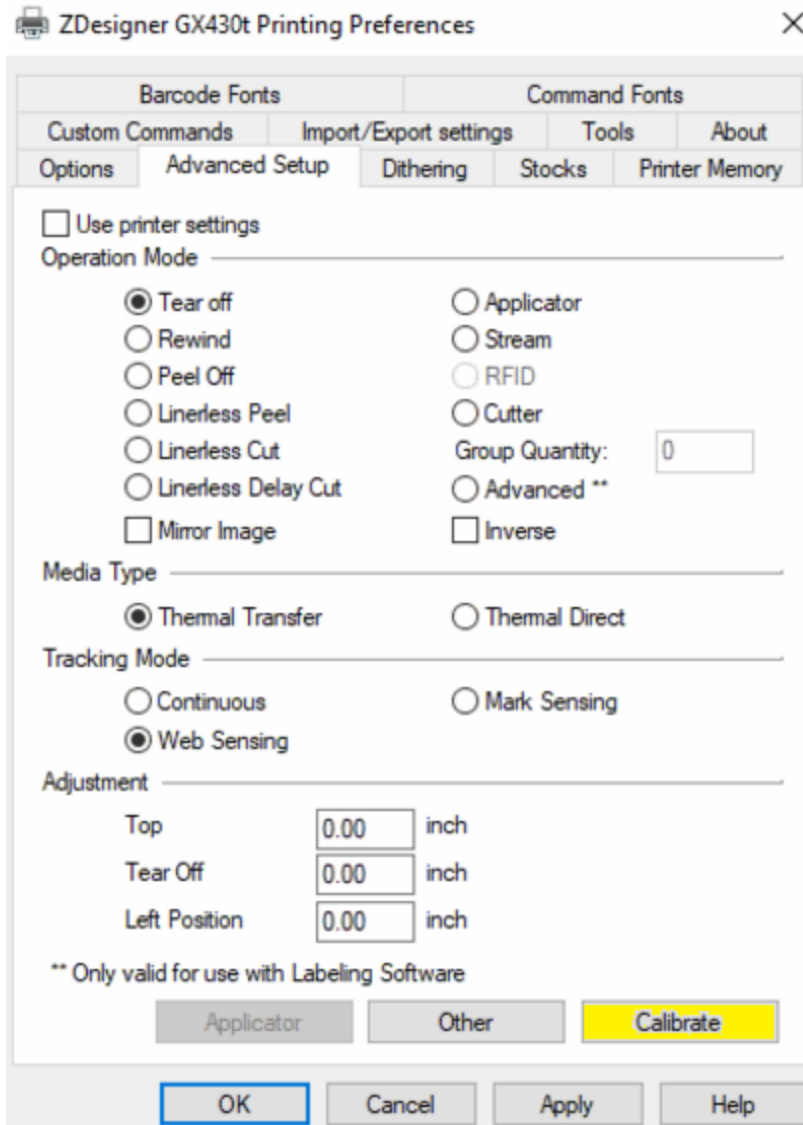 ZDesigner GX430t Printing Preferences
Barcode Fonts Command Fonts
Custom Commands Import/Export settings Tools About
Options Advanced Setup Dithering Stocks Printer Memory
Use printer settings
Operation Mode
Tear off Applicator
Rewind Stream
Peel Off RFID
Linerless Peel Cutter
Linerless Cut Group Quantity: 0
Linerless Delay Cut Advanced **
Mirror Image Inverse
Media Type
Thermal Transfer Thermal Direct
Tracking Mode
Continuous Mark Sensing
Web Sensing
Adjustment
Top 0.00 inch
Tear Off 0.00 inch
Left Position 0.00 inch
** Only valid for use with Labeling Software
Applicator Other Calibrate
OK Cancel Apply Help